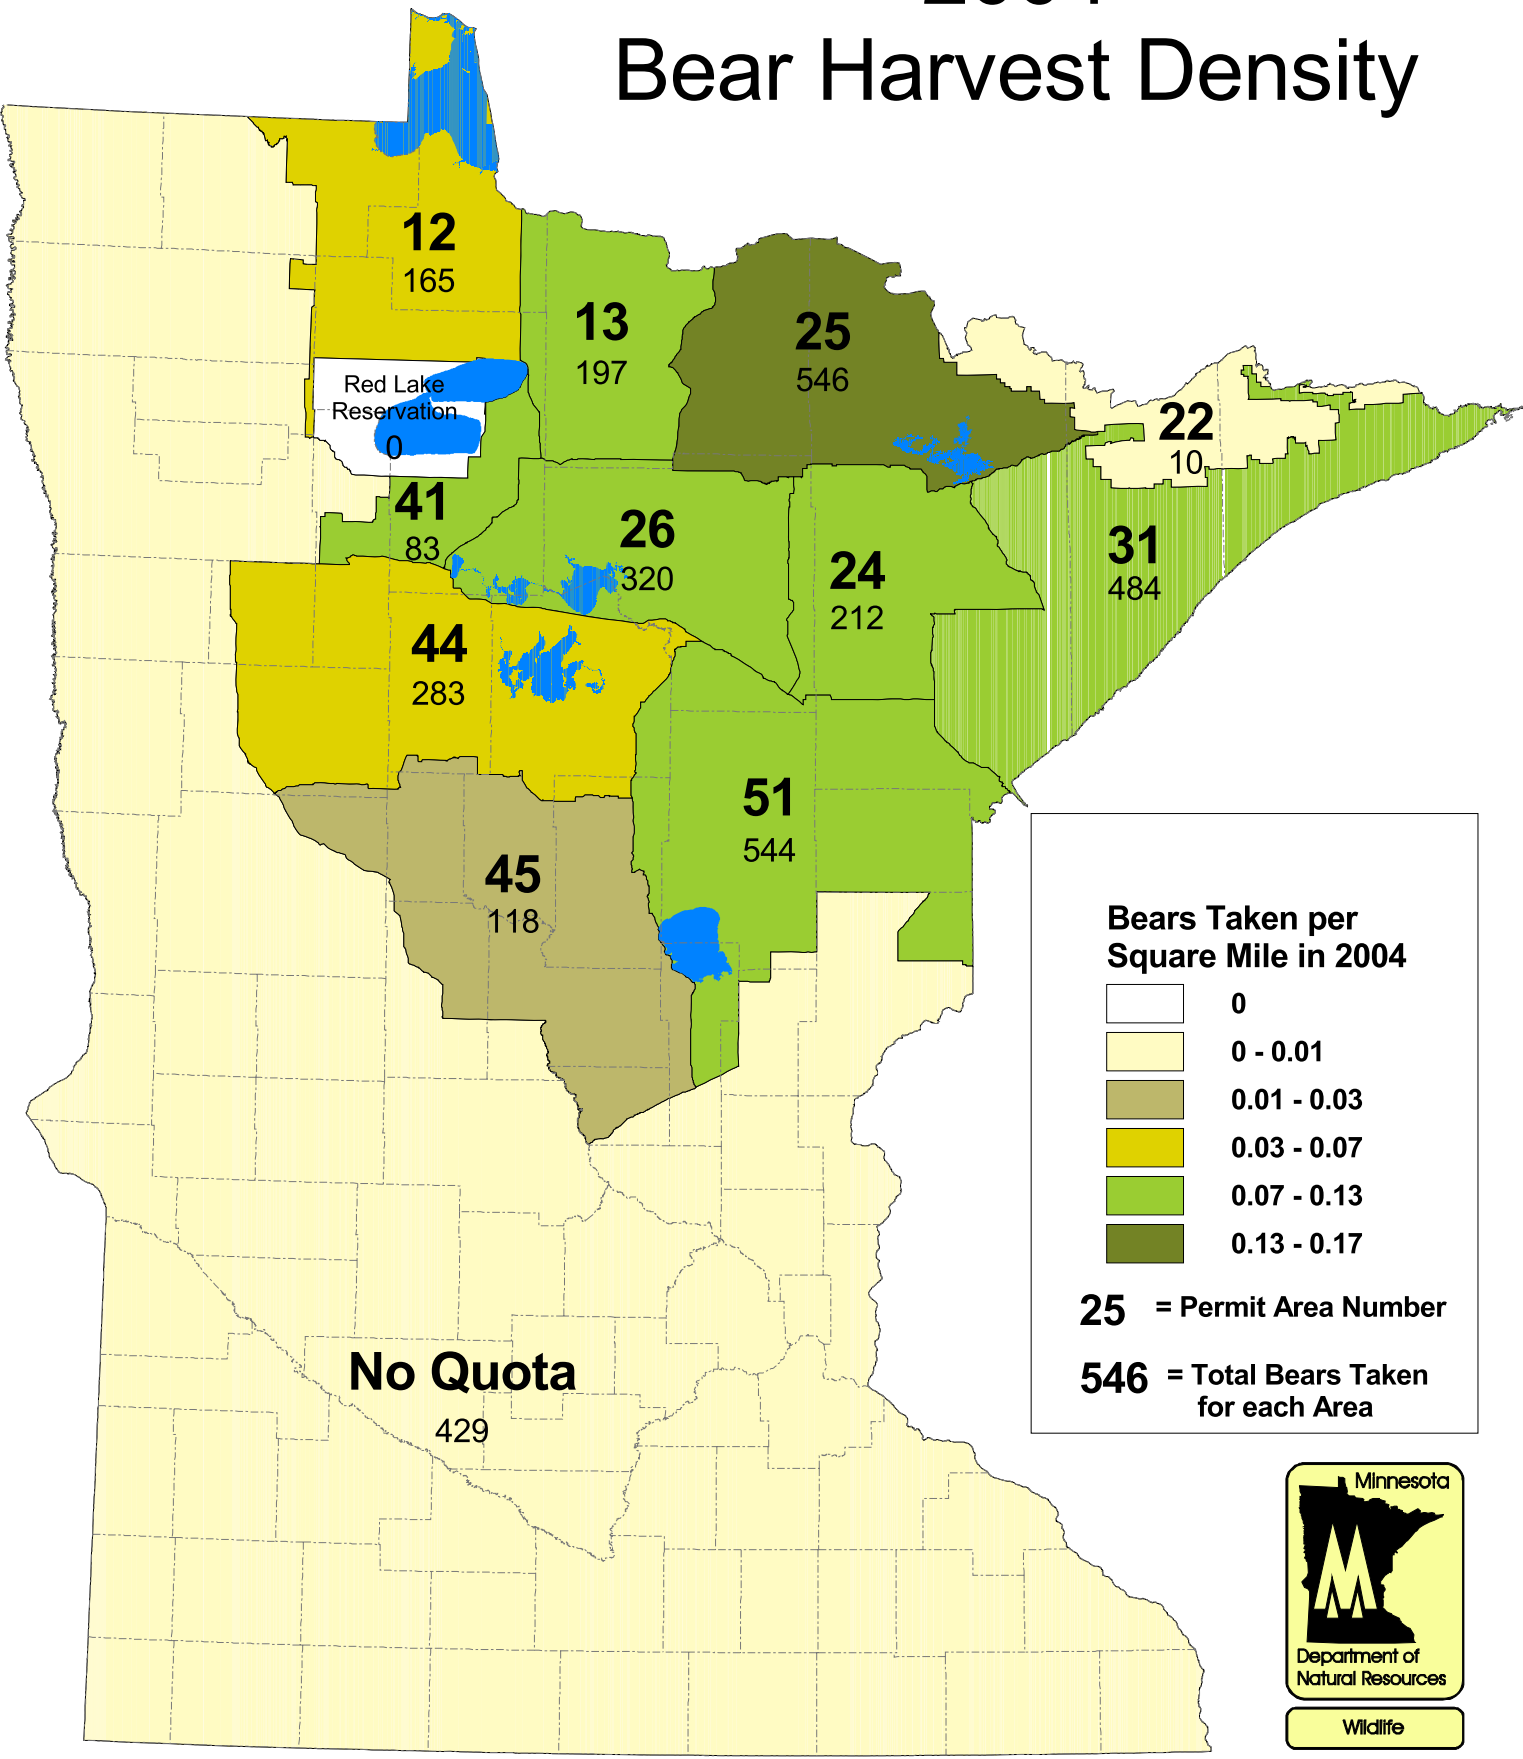 Bear Harvest Density
12
165
13
197
25
546
Red Lake
Reservation
0
22
10
41
83
26
320
24
212
31
484
44
283
51
544
45
118
Bears Taken per
Square Mile in 2004
0
0 - 0.01
0.01 - 0.03
0.03 - 0.07
0.07 - 0.13
0.13 - 0.17
25 = Permit Area Number
546 = Total Bears Taken
for each Area
No Quota
429
Minnesota
Department of
Natural Resources
Wildlife